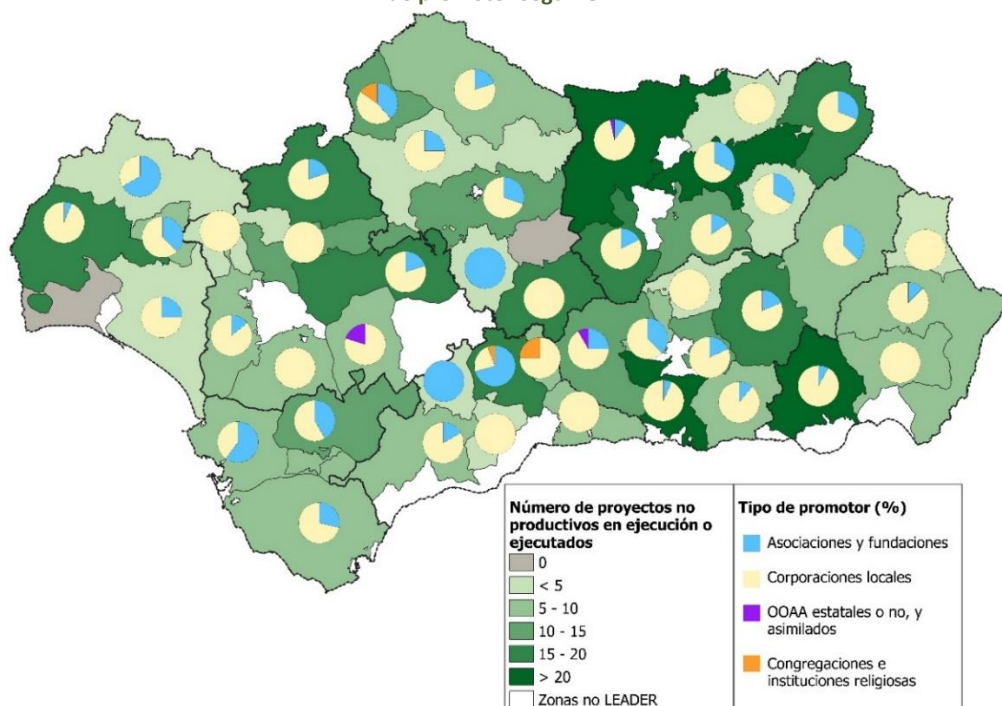 Número de proyectos no
productivos en ejecución o
ejecutados
0
< 5
5 - 10
10 - 15
15 - 20
> 20
Zonas no LEADER
Tipo de promotor (%)
Asociaciones y fundaciones
Corporaciones locales
OOAA estatales o no, y
asimilados
Congregaciones e
instituciones religiosas